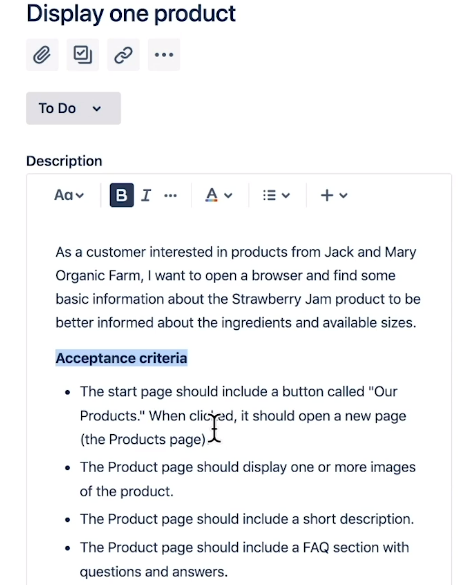 Display one product
To Do
Description
Aa
B
I
A
As a customer interested in products from Jack and Mary
Organic Farm, I want to open a browser and find some
basic information about the Strawberry Jam product to be
better informed about the ingredients and available sizes.
Acceptance criteria
• The start page should include a button called "Our
Products." When clicked, it should open a new page
(the Products page)
• The Product page should display one or more images
of the product.
• The Product page should include a short description.
• The Product page should include a FAQ section with
questions and answers.